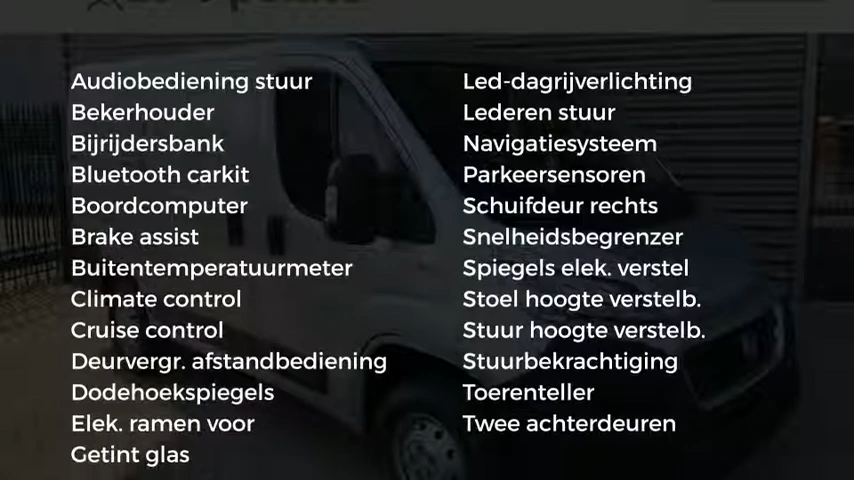 Audiobediening stuur
Bekerhouder
Bijrijdersbank
Bluetooth carkit
Boordcomputer
Brake assist
Buitentemperatuurmeter
Climate control
Cruise control
Deurvergr. afstandbediening
Dodehoekspiegels
Elek. ramen voor
Getint glas
Led-dagrijverlichting
Lederen stuur
Navigatiesysteem
Parkeersensoren
Schuifdeur rechts
Snelheidsbegrenzer
Spiegels elek. verstel
Stoel hoogte verstelb.
Stuur hoogte verstelb.
Stuurbekrachtiging
Toerenteller
Twee achterdeuren